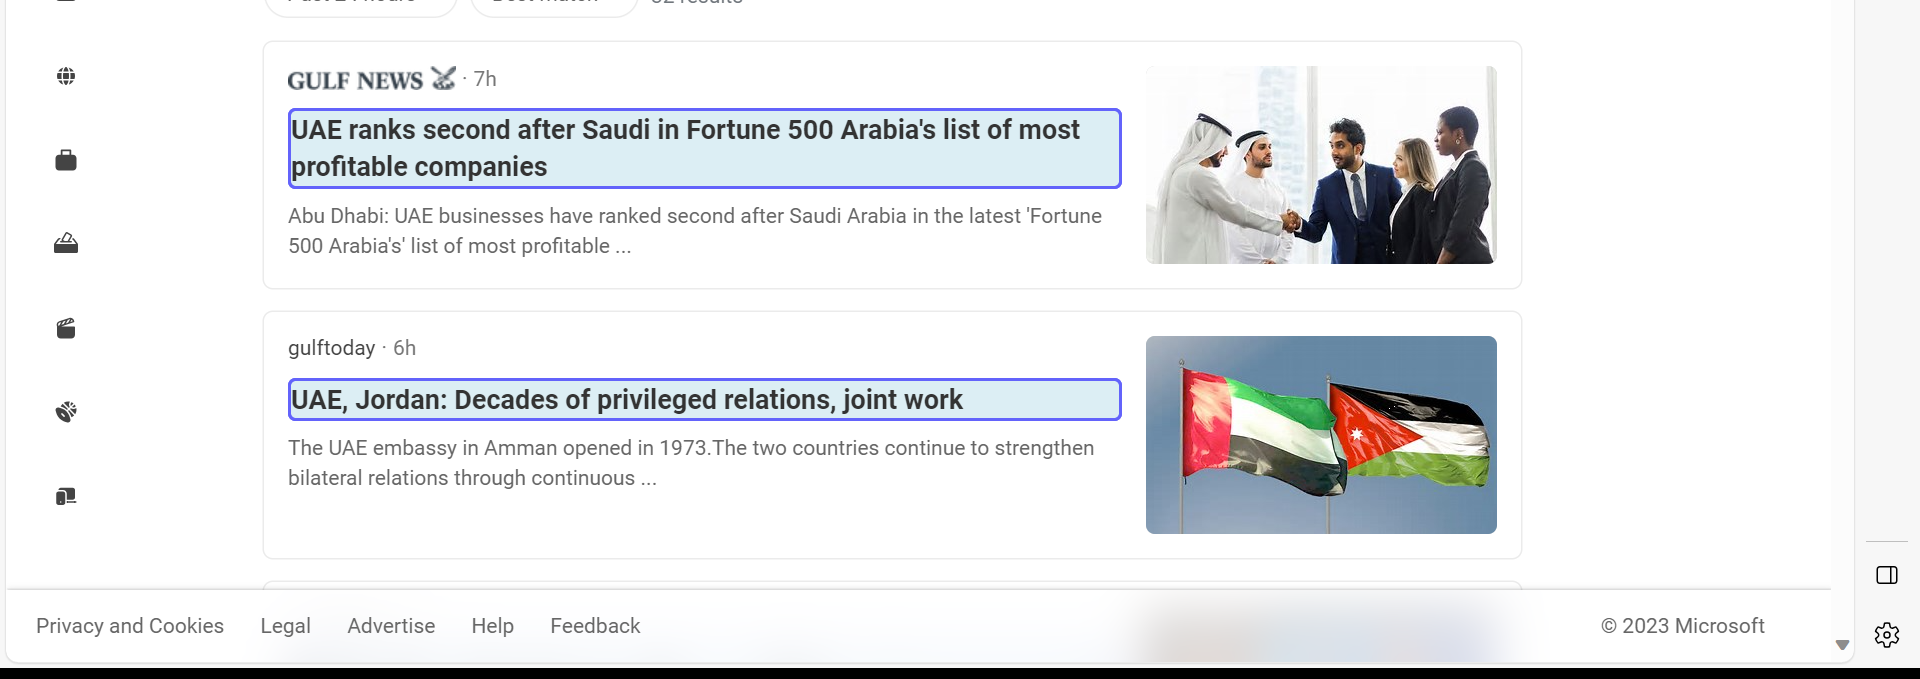 GULF NEWS · 7h
UAE ranks second after Saudi in Fortune 500 Arabia's list of most
profitable companies
Abu Dhabi: UAE businesses have ranked second after Saudi Arabia in the latest 'Fortune
500 Arabia's' list of most profitable ...
gulftoday · 6h
UAE, Jordan: Decades of privileged relations, joint work
The UAE embassy in Amman opened in 1973.The two countries continue to strengthen
bilateral relations through continuous ...
Privacy and Cookies Legal Advertise Help Feedback © 2023 Microsoft